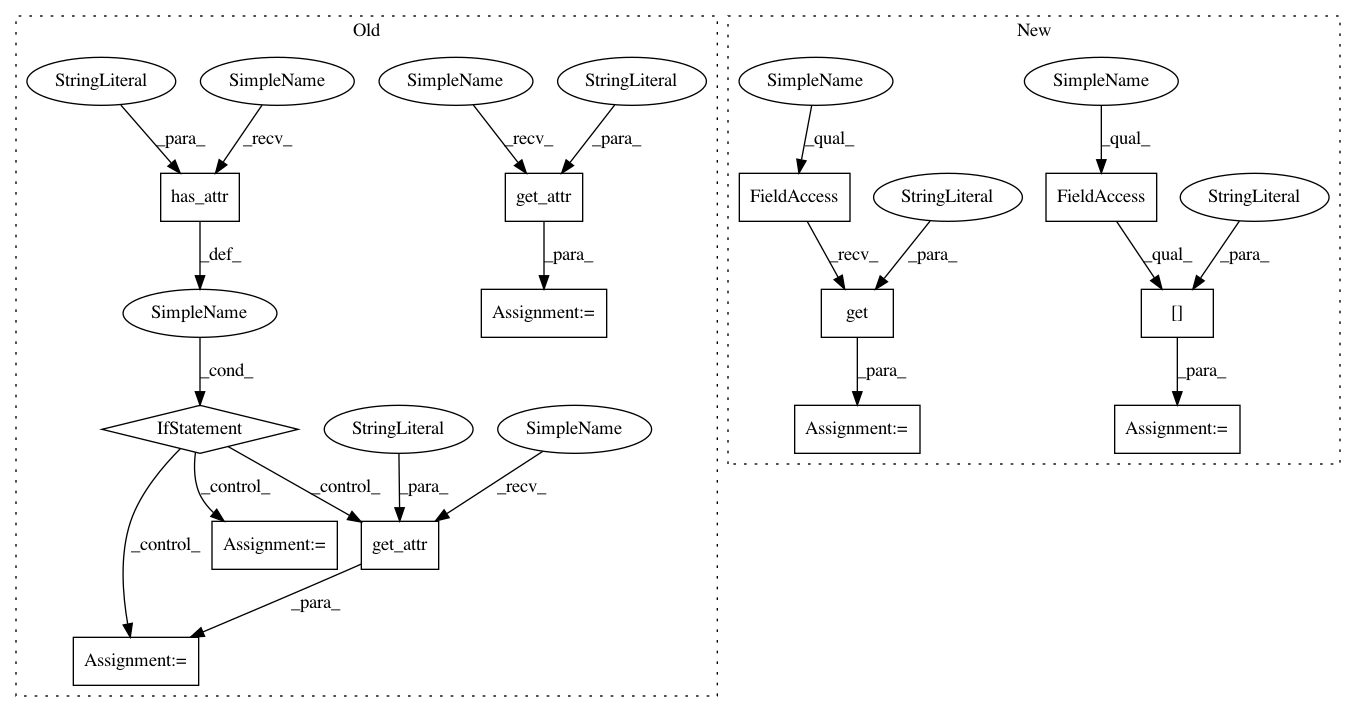 Old
New
StringLiteral SimpleName SimpleName StringLiteral SimpleName SimpleName
_para_ _recv_ _recv_ _para_ _qual_ _qual_
has_attr get_attr FieldAccess StringLiteral FieldAccess StringLiteral
_def_ _para_ _recv_ _para_ _qual_ _para_
SimpleName Assignment:= get []
_cond_ _para_ _para_
IfStatement StringLiteral SimpleName Assignment:= Assignment:=
_control_ _control_ _para_ _recv_
_control_ Assignment:= get_attr
_para_
Assignment:=